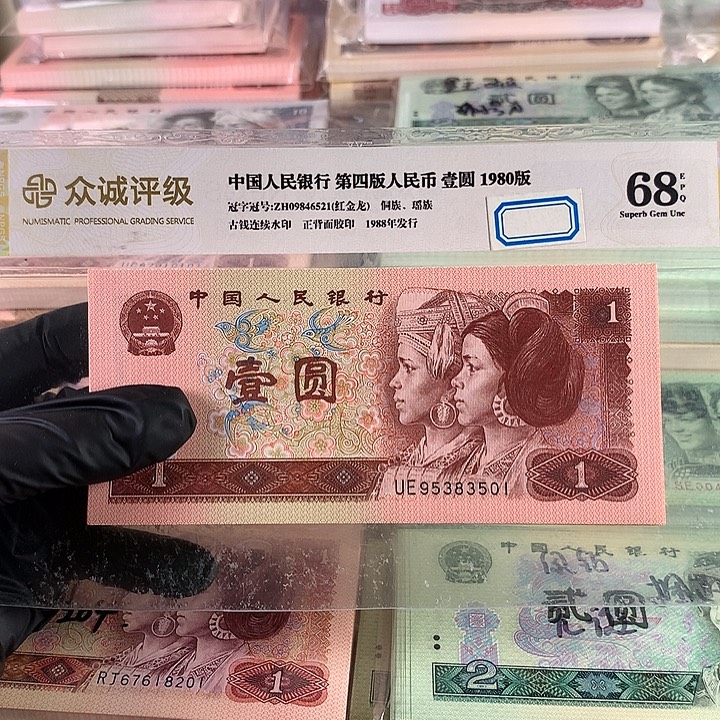 众诚评级
NUMISMATIC PROFESSIONAL GRADING SERVICE
中国人民银行 第四版人民币 壹圆 1980版
冠字冠号:ZH09846521(红金龙) 侗族、瑶族
古钱连续水印 正背面胶印 1988年发行
68 EPQ
Superb Gem Unc
中国人民银行
1
壹圆
1
UE95383501
1
RJ67618201
1
中国人民银行
贰圆
2